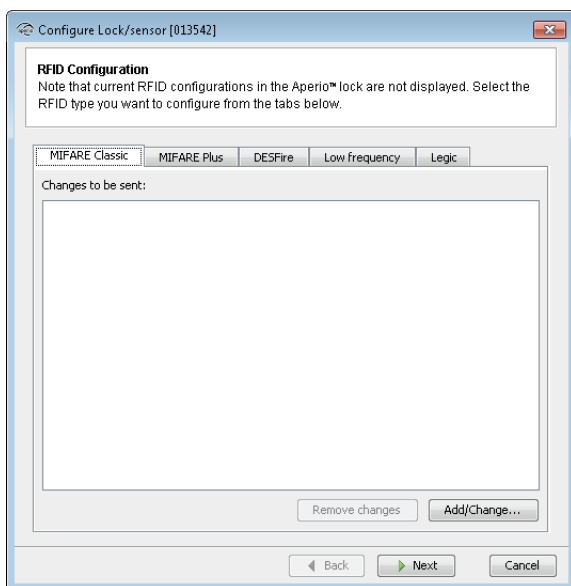 Configure Lock/sensor [013542]
RFID Configuration
Note that current RFID configurations in the Aperio™ lock are not displayed. Select the
RFID type you want to configure from the tabs below.
MIFARE Classic
MIFARE Plus
DESFire
Low frequency
Legic
Changes to be sent:
Remove changes
Add/Change...
Back
Next
Cancel